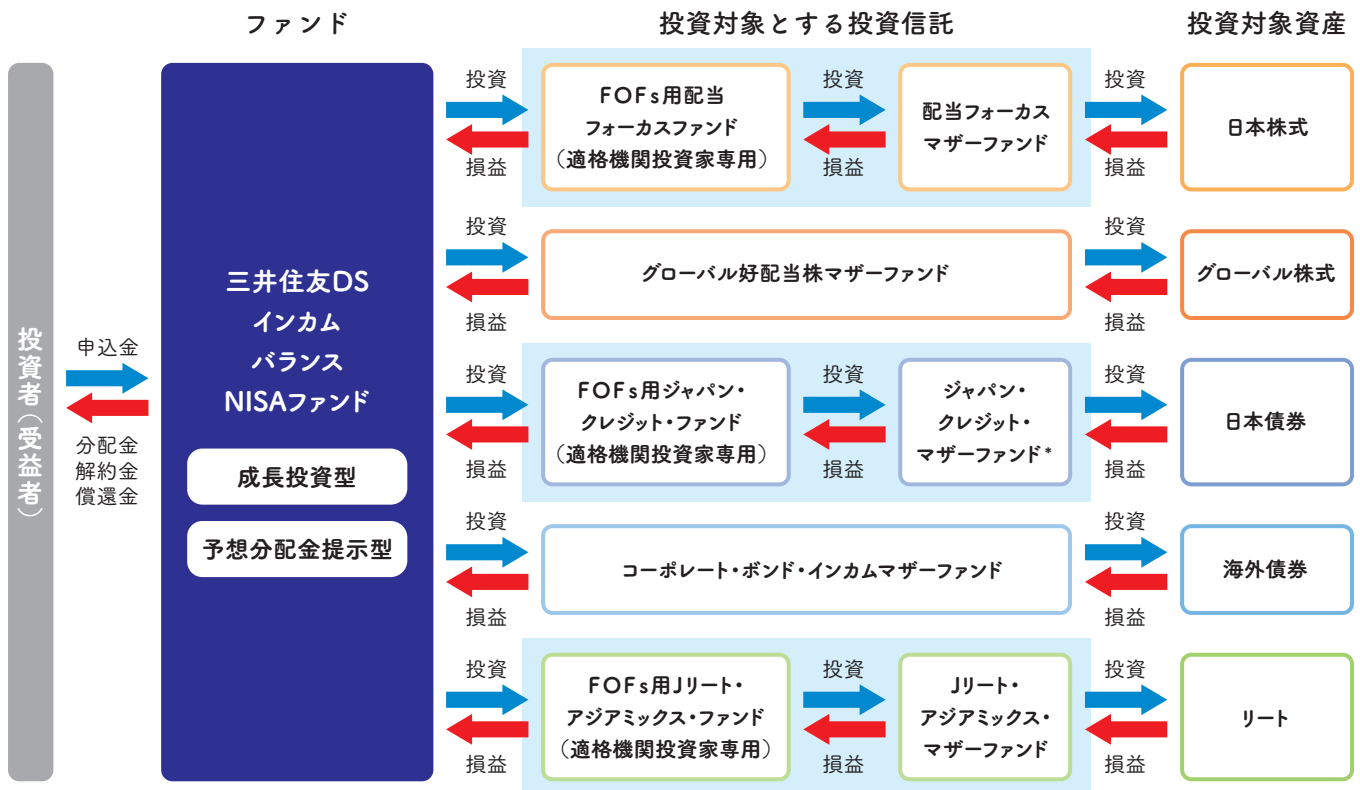 ファンド
投資対象とする投資信託
投資対象資産
投資者(受益者)
申込金
分配金
解約金
償還金
三井住友DS
インカム
バランス
NISAファンド
成長投資型
予想分配金提示型
投資
損益
FOFs用配当
フォーカスファンド
(適格機関投資家専用)
投資
損益
配当フォーカス
マザーファンド
投資
損益
日本株式
投資
損益
グローバル好配当株マザーファンド
投資
損益
グローバル株式
投資
損益
FOFs用ジャパン・
クレジット・ファンド
(適格機関投資家専用)
投資
損益
ジャパン・
クレジット・
マザーファンド*
投資
損益
日本債券
投資
損益
コーポレート・ボンド・インカムマザーファンド
投資
損益
海外債券
投資
損益
FOFs用Jリート・
アジアミックス・ファンド
(適格機関投資家専用)
投資
損益
Jリート・
アジアミックス・
マザーファンド
投資
損益
リート